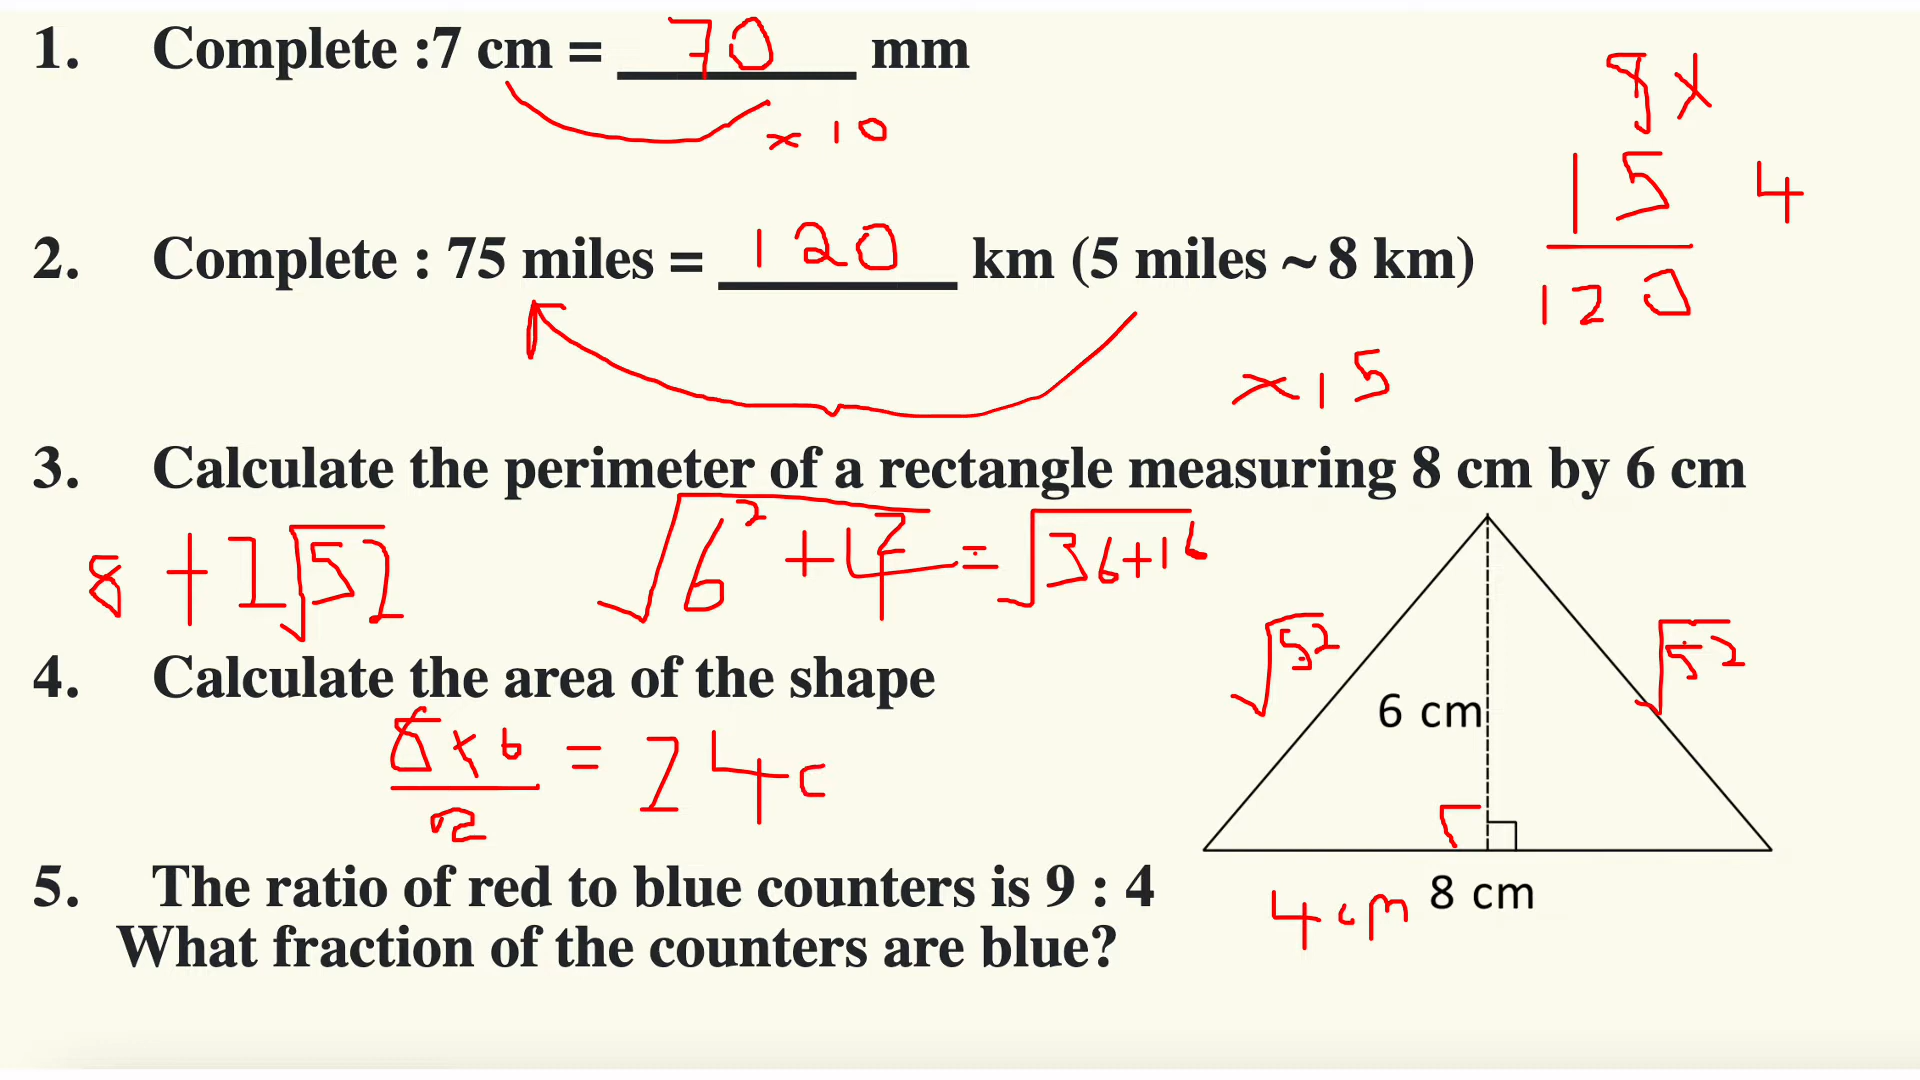 1. Complete :7 cm = 70 mm
x 10
8 x
15 4
120
2. Complete : 75 miles = 120 km (5 miles ~ 8 km)
x15
3. Calculate the perimeter of a rectangle measuring 8 cm by 6 cm
8 + 2√52 √6² + 4² = √36+16
√52 √52
4. Calculate the area of the shape
6 cm
8x6 = 24c
2
5. The ratio of red to blue counters is 9 : 4
4cm 8 cm
What fraction of the counters are blue?